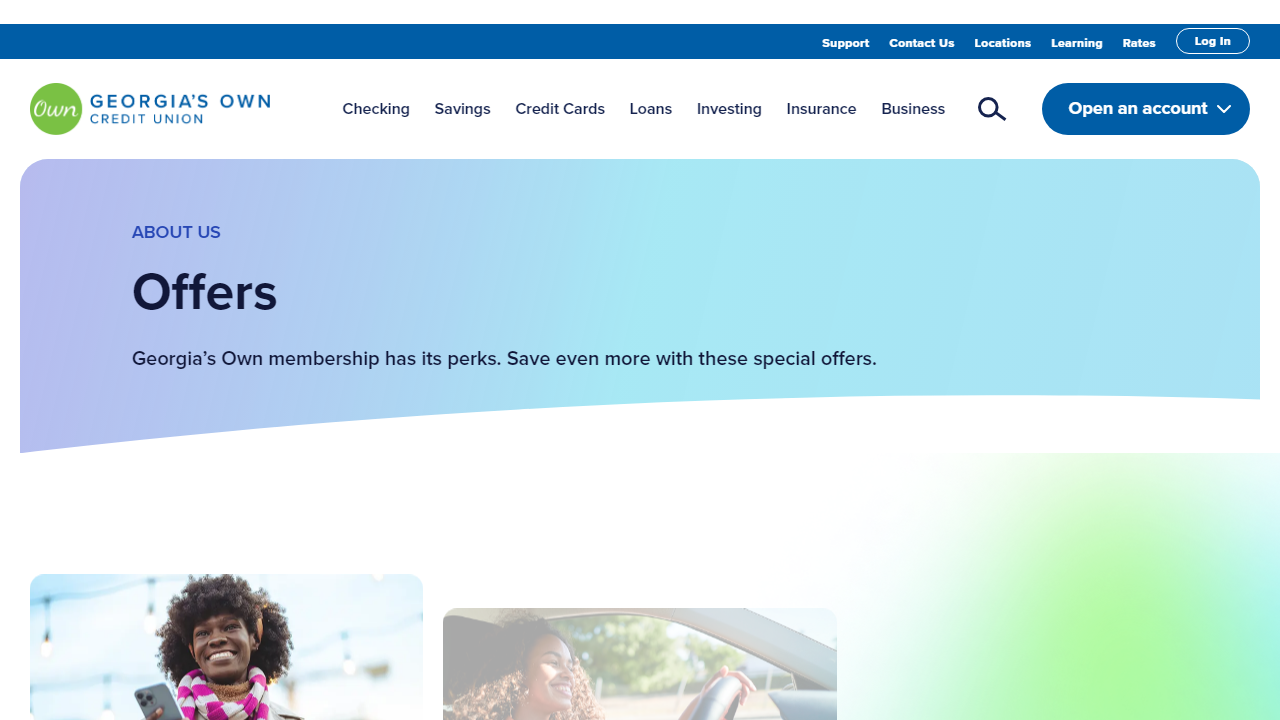 Support Contact Us Locations Learning Rates Log In
Own GEORGIA'S OWN
CREDIT UNION
Checking Savings Credit Cards Loans Investing Insurance Business Open an account
ABOUT US
Offers
Georgia’s Own membership has its perks. Save even more with these special offers.